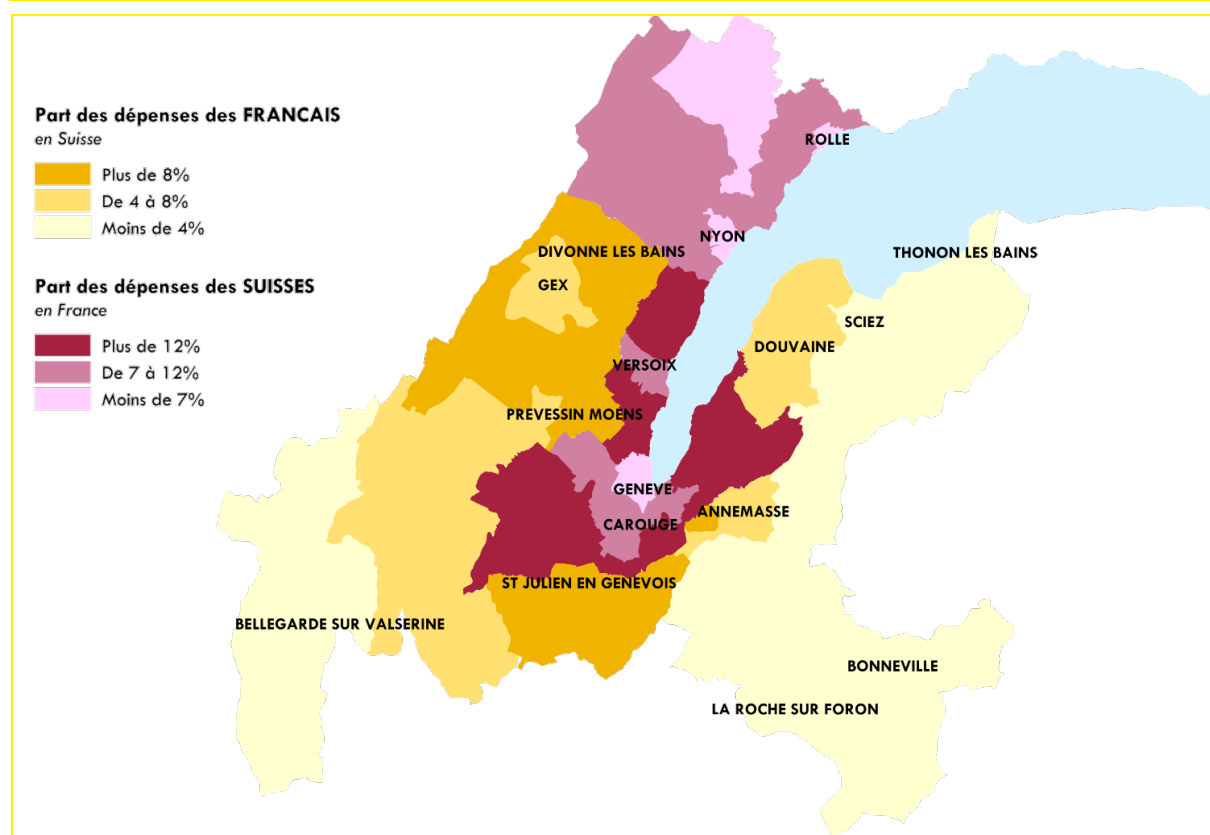 Part des dépenses des FRANCAIS
en Suisse
Plus de 8%
De 4 à 8%
Moins de 4%
Part des dépenses des SUISSES
en France
Plus de 12%
De 7 à 12%
Moins de 7%
ROLLE
NYON
DIVONNE LES BAINS
THONON LES BAINS
GEX
SCIEZ
DOUVAINE
VERSOIX
PREVESSIN MOENS
GENEVE
ANNEMASSE
CAROUGE
ST JULIEN EN GENEVOIS
BELLEGARDE SUR VALSERINE
BONNEVILLE
LA ROCHE SUR FORON